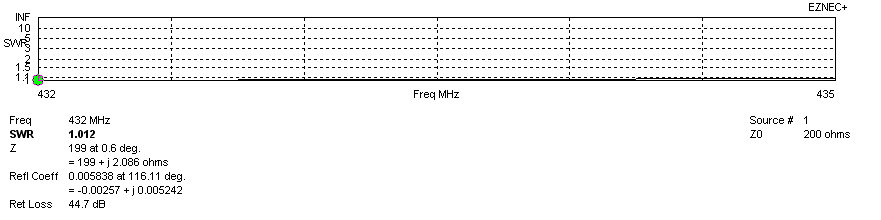 EZNEC+
INF
10
5
SWR
3
2
1.5
1.1
1
432
Freq MHz
435
Freq 432 MHz Source # 1
SWR 1.012 Z0 200 ohms
Z 199 at 0.6 deg.
= 199 + j 2.086 ohms
Refl Coeff 0.005838 at 116.11 deg.
= -0.00257 + j 0.005242
Ret Loss 44.7 dB